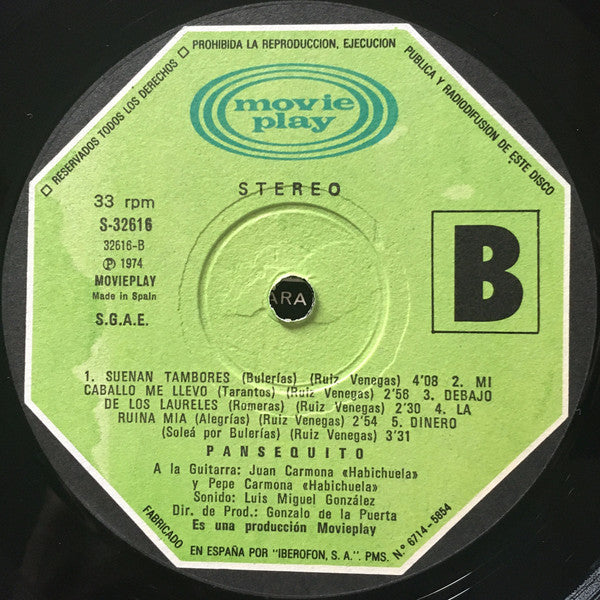 □ RESERVADOS TODOS LOS DERECHOS □ PROHIBIDA LA REPRODUCCION, EJECUCION PUBLICA Y RADIODIFUSION DE ESTE DISCO
movie
play
STEREO
33 rpm
S-32616
32616-B
Ⓟ 1974
MOVIEPLAY
Made in Spain
S.G.A.E.
B
ARA
1. SUENAN TAMBORES (Bulerías) (Ruiz Venegas) 4'08 2. MI
CABALLO ME LLEVO (Tarantos) (Ruiz Venegas) 2'56 3. DEBAJO
DE LOS LAURELES (Romeras) (Ruiz Venegas) 2'30 4. LA
RUINA MIA (Alegrías) (Ruiz Venegas) 2'54 5. DINERO
(Soleá por Bulerías) (Ruiz Venegas) 3'31
PANSEQUITO
A la Guitarra: Juan Carmona «Habichuela»
y Pepe Carmona «Habichuela»
Sonido: Luis Miguel González
Dir. de Prod.: Gonzalo de la Puerta
Es una producción Movieplay
FABRICADO EN ESPAÑA POR "IBEROFON, S. A.". PMS. N.º 6714-5854